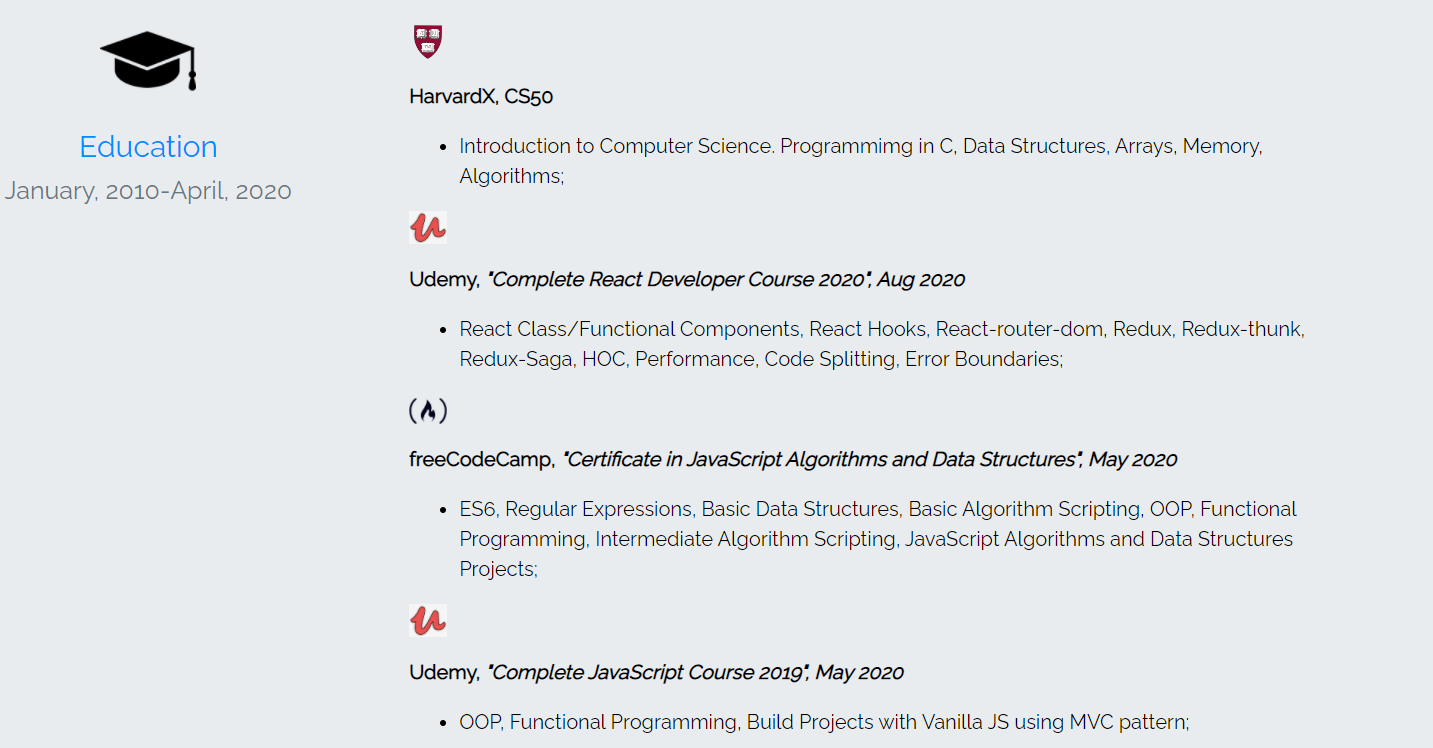 Education
January, 2010-April, 2020
HarvardX, CS50
• Introduction to Computer Science. Programmimg in C, Data Structures, Arrays, Memory,
Algorithms;
Udemy, "Complete React Developer Course 2020", Aug 2020
• React Class/Functional Components, React Hooks, React-router-dom, Redux, Redux-thunk,
Redux-Saga, HOC, Performance, Code Splitting, Error Boundaries;
freeCodeCamp, "Certificate in JavaScript Algorithms and Data Structures", May 2020
• ES6, Regular Expressions, Basic Data Structures, Basic Algorithm Scripting, OOP, Functional
Programming, Intermediate Algorithm Scripting, JavaScript Algorithms and Data Structures
Projects;
Udemy, "Complete JavaScript Course 2019", May 2020
• OOP, Functional Programming, Build Projects with Vanilla JS using MVC pattern;